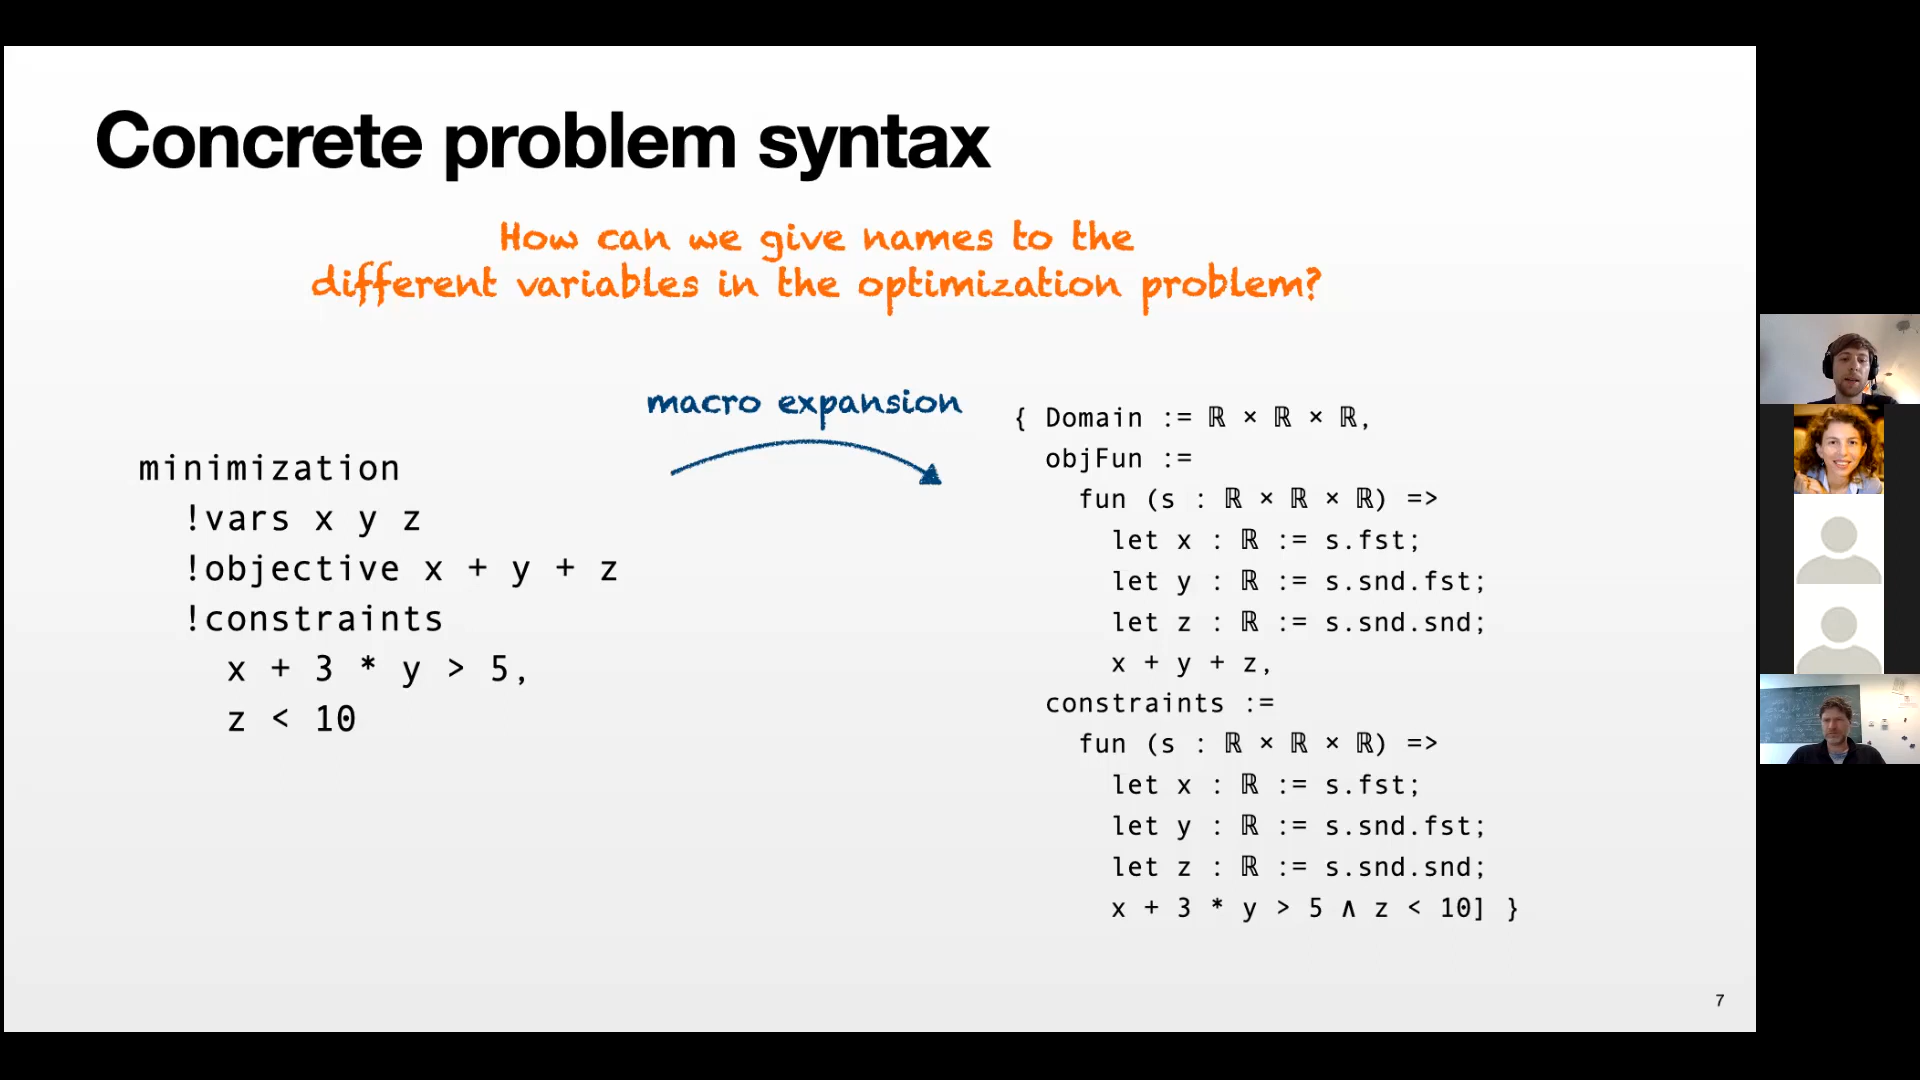 Concrete problem syntax
How can we give names to the
different variables in the optimization problem?
macro expansion
minimization
!vars x y z
!objective x + y + z
!constraints
x + 3 * y > 5,
z < 10
{ Domain := ℝ × ℝ × ℝ,
objFun :=
fun (s : ℝ × ℝ × ℝ) =>
let x : ℝ := s.fst;
let y : ℝ := s.snd.fst;
let z : ℝ := s.snd.snd;
x + y + z,
constraints :=
fun (s : ℝ × ℝ × ℝ) =>
let x : ℝ := s.fst;
let y : ℝ := s.snd.fst;
let z : ℝ := s.snd.snd;
x + 3 * y > 5 ∧ z < 10] }
7